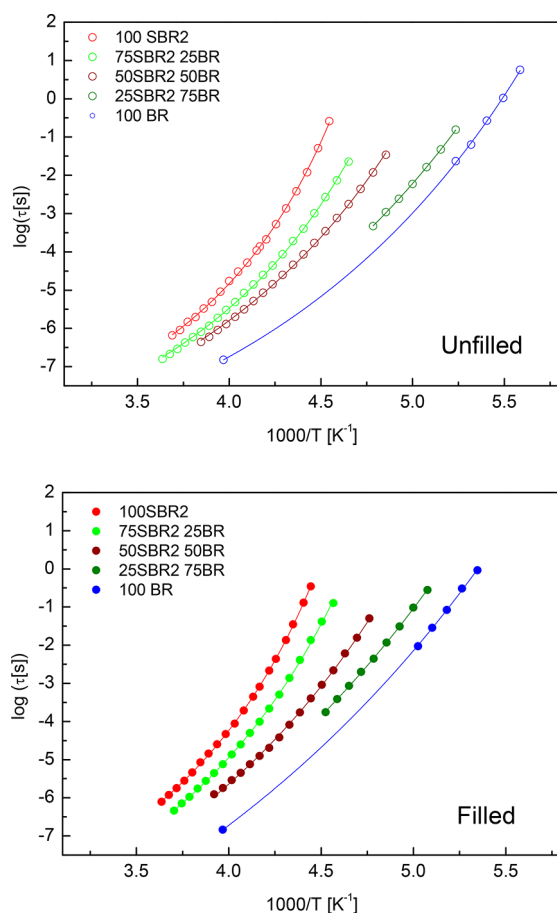 2
1
0
-1
-2
-3
-4
-5
-6
-7
log(τ[s])
100 SBR2
75SBR2 25BR
50SBR2 50BR
25SBR2 75BR
100 BR
Unfilled
3.5 4.0 4.5 5.0 5.5
1000/T [K⁻¹]
2
1
0
-1
-2
-3
-4
-5
-6
-7
log (τ[s])
100SBR2
75SBR2 25BR
50SBR2 50BR
25SBR2 75BR
100 BR
Filled
3.5 4.0 4.5 5.0 5.5
1000/T [K⁻¹]